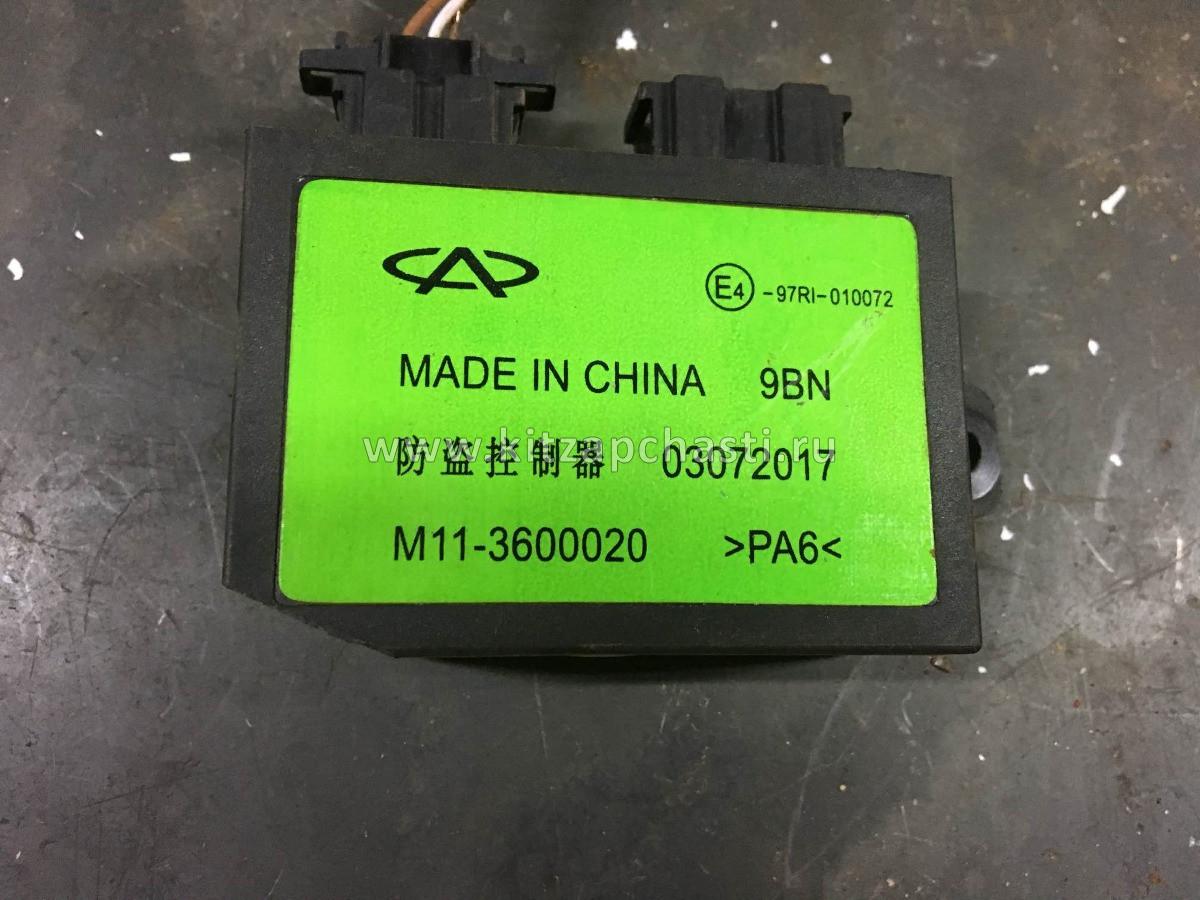 E4 -97RI-010072
MADE IN CHINA 9BN
防盗控制器 03072017
www.kitzapchasti.ru
M11-3600020 >PA6<